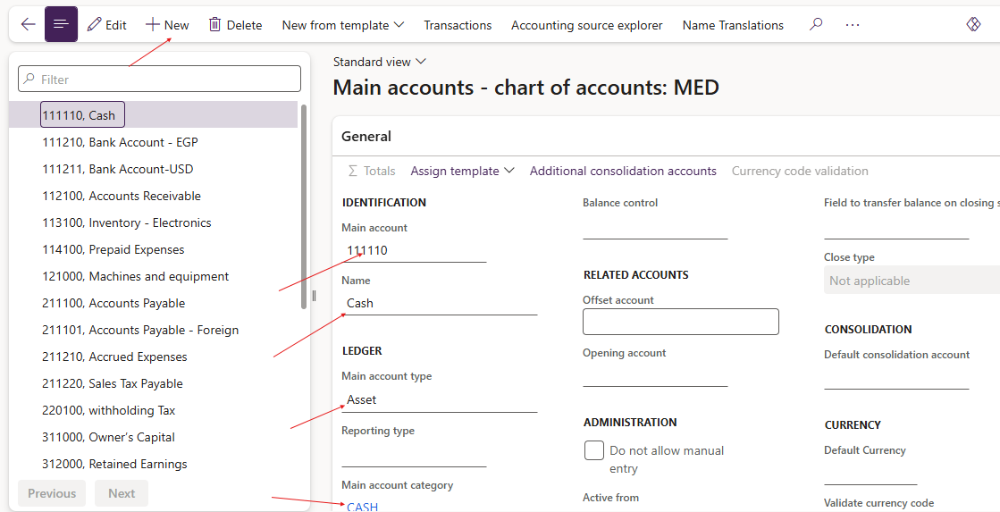 Edit
New
Delete
New from template
Transactions
Accounting source explorer
Name Translations
Filter
111110, Cash
111210, Bank Account - EGP
111211, Bank Account-USD
112100, Accounts Receivable
113100, Inventory - Electronics
114100, Prepaid Expenses
121000, Machines and equipment
211100, Accounts Payable
211101, Accounts Payable - Foreign
211210, Accrued Expenses
211220, Sales Tax Payable
220100, withholding Tax
311000, Owner's Capital
312000, Retained Earnings
Previous
Next
Standard view
Main accounts - chart of accounts: MED
General
Σ Totals
Assign template
Additional consolidation accounts
Currency code validation
IDENTIFICATION
Main account
111110
Name
Cash
LEDGER
Main account type
Asset
Reporting type
Main account category
CASH
Balance control
RELATED ACCOUNTS
Offset account
Opening account
ADMINISTRATION
Do not allow manual
entry
Active from
Field to transfer balance on closing s
Close type
Not applicable
CONSOLIDATION
Default consolidation account
CURRENCY
Default Currency
Validate currency code